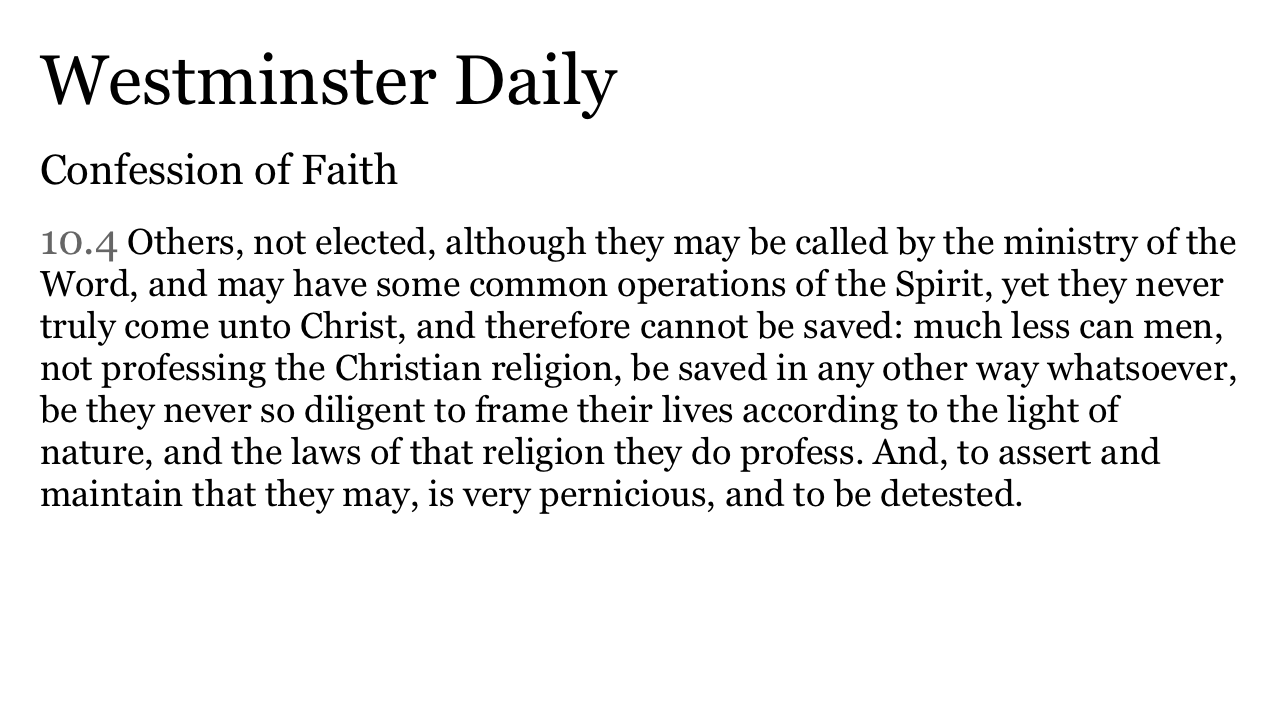 Westminster Daily
Confession of Faith
10.4 Others, not elected, although they may be called by the ministry of the
Word, and may have some common operations of the Spirit, yet they never
truly come unto Christ, and therefore cannot be saved: much less can men,
not professing the Christian religion, be saved in any other way whatsoever,
be they never so diligent to frame their lives according to the light of
nature, and the laws of that religion they do profess. And, to assert and
maintain that they may, is very pernicious, and to be detested.